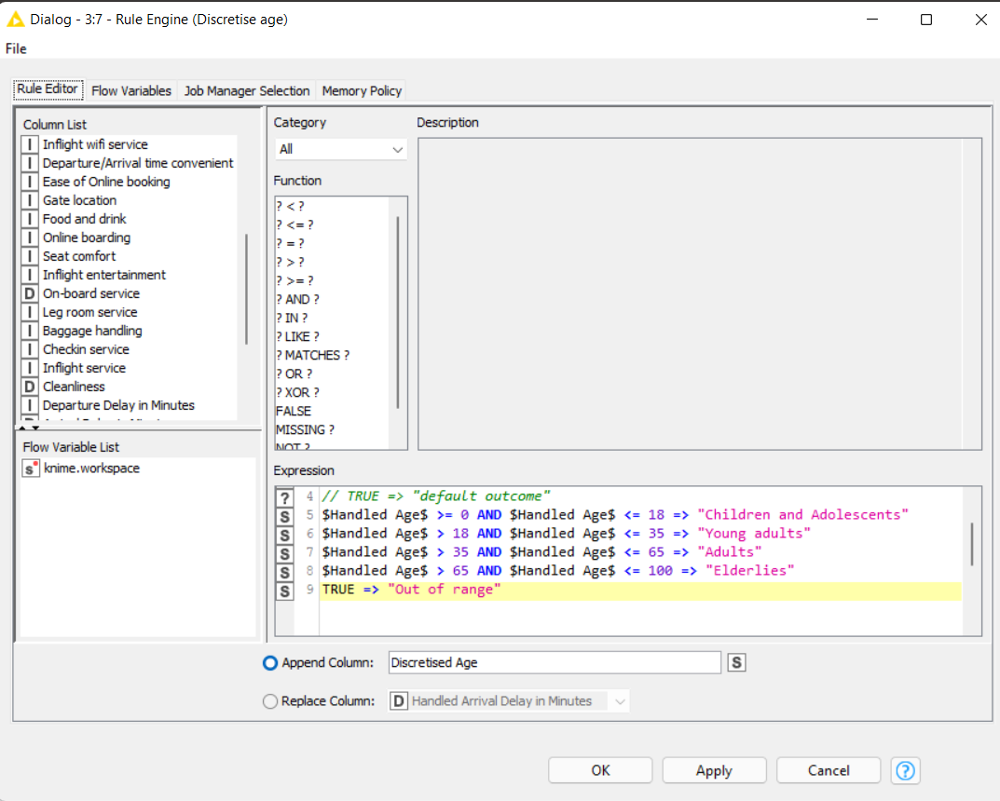 Dialog - 3:7 - Rule Engine (Discretise age)
File
Rule Editor Flow Variables Job Manager Selection Memory Policy
Column List
I Inflight wifi service
I Departure/Arrival time convenient
I Ease of Online booking
I Gate location
I Food and drink
I Online boarding
I Seat comfort
I Inflight entertainment
D On-board service
I Leg room service
I Baggage handling
I Checkin service
I Inflight service
D Cleanliness
I Departure Delay in Minutes
Flow Variable List
s knime.workspace
Category
All
Function
? < ?
? <= ?
? = ?
? > ?
? >= ?
? AND ?
? IN ?
? LIKE ?
? MATCHES ?
? OR ?
? XOR ?
FALSE
MISSING ?
NOT ?
Description
Expression
? 4 // TRUE => "default outcome"
S 5 $Handled Age$ >= 0 AND $Handled Age$ <= 18 => "Children and Adolescents"
S 6 $Handled Age$ > 18 AND $Handled Age$ <= 35 => "Young adults"
S 7 $Handled Age$ > 35 AND $Handled Age$ <= 65 => "Adults"
S 8 $Handled Age$ > 65 AND $Handled Age$ <= 100 => "Elderlies"
S 9 TRUE => "Out of range"
Append Column: Discretised Age S
Replace Column: D Handled Arrival Delay in Minutes
OK Apply Cancel ?